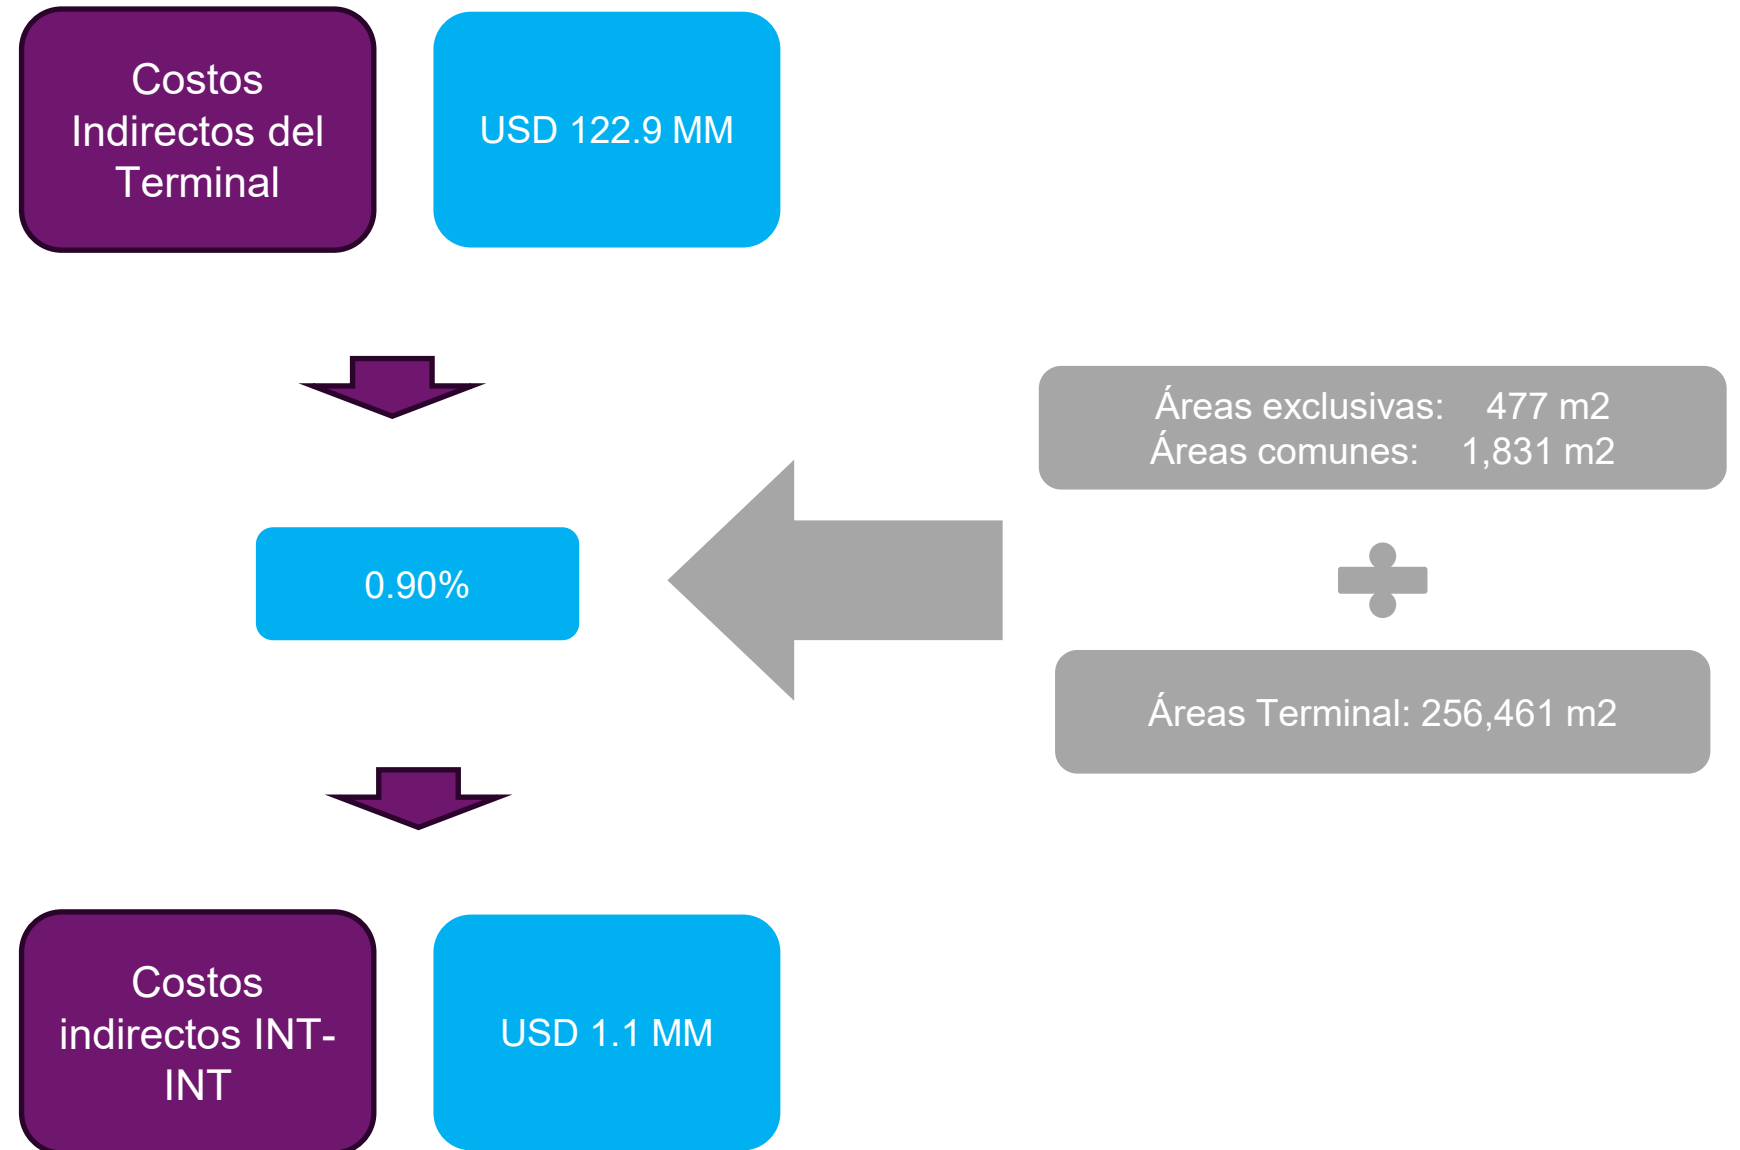 Costos
Indirectos del
Terminal
USD 122.9 MM
Áreas exclusivas: 477 m2
Áreas comunes: 1,831 m2
0.90%
Áreas Terminal: 256,461 m2
Costos
indirectos INT-
INT
USD 1.1 MM